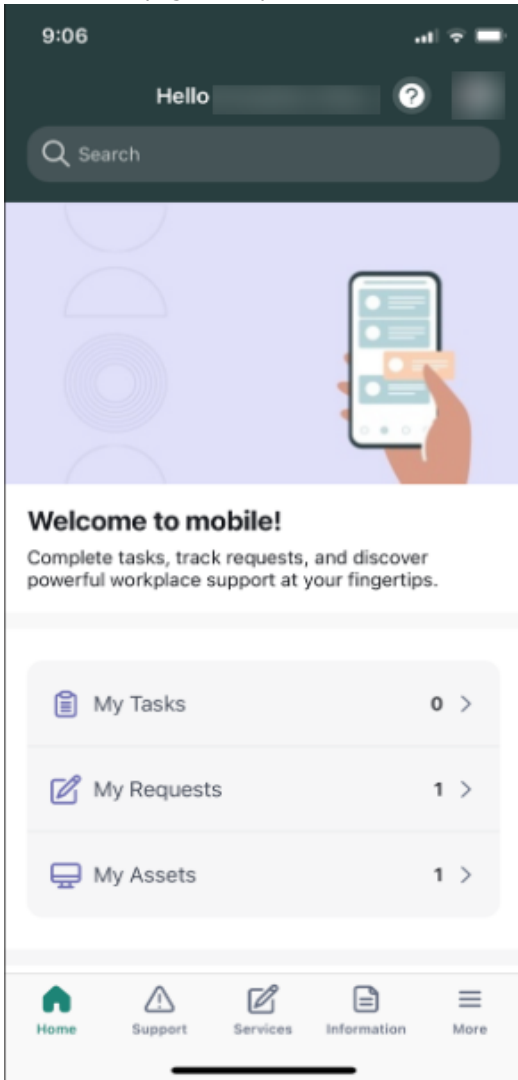 9:06
Hello
Search
Welcome to mobile!
Complete tasks, track requests, and discover
powerful workplace support at your fingertips.
My Tasks 0
My Requests 1
My Assets 1
Home Support Services Information More